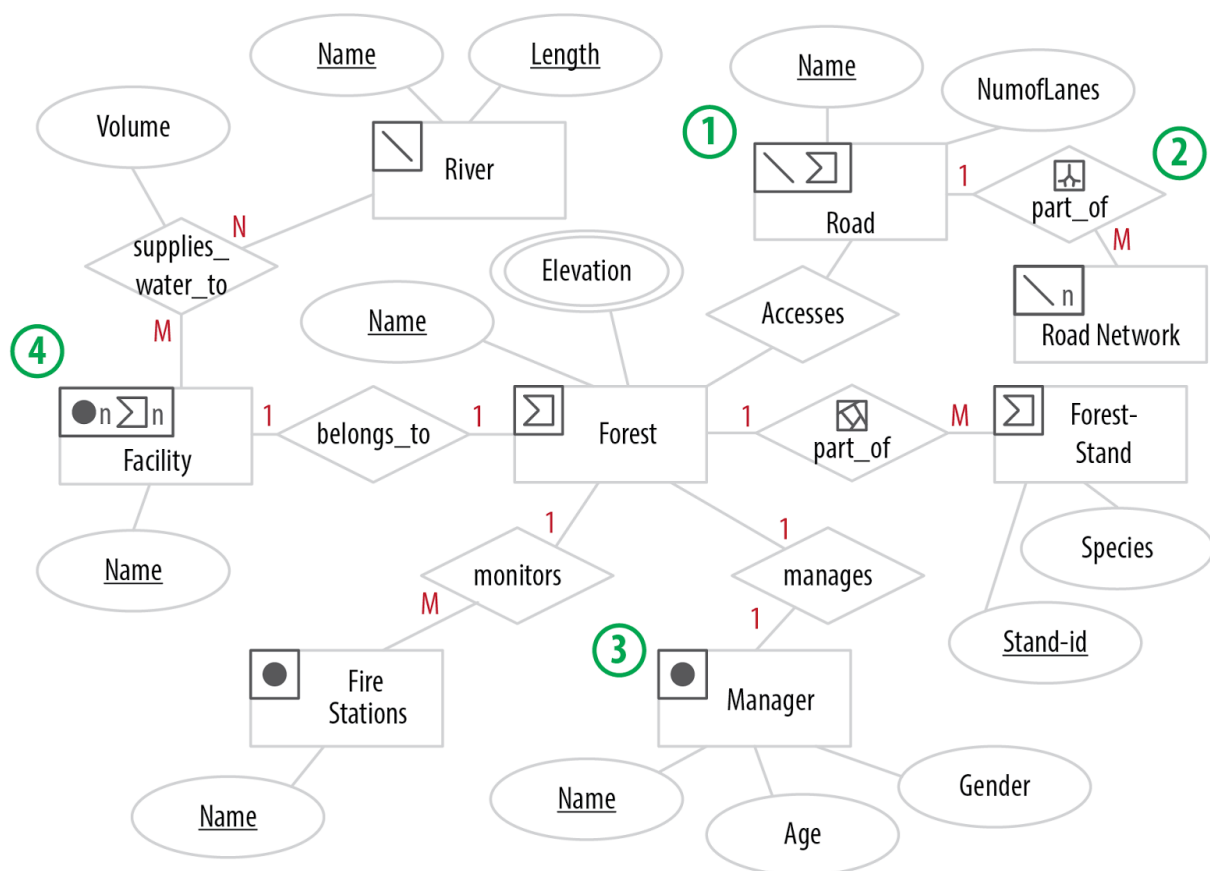 Name
Length
Name
NumofLanes
Volume
1
2
River
1
part_of
Road
N
M
supplies_
water_to
Elevation
n
Name
Accesses
Road Network
M
4
n
n
1
1
1
M
Facility
belongs_to
Forest
part_of
Forest-
Stand
1
1
Species
Name
monitors
manages
M
1
3
Stand-id
Fire
Stations
Manager
Name
Name
Gender
Age